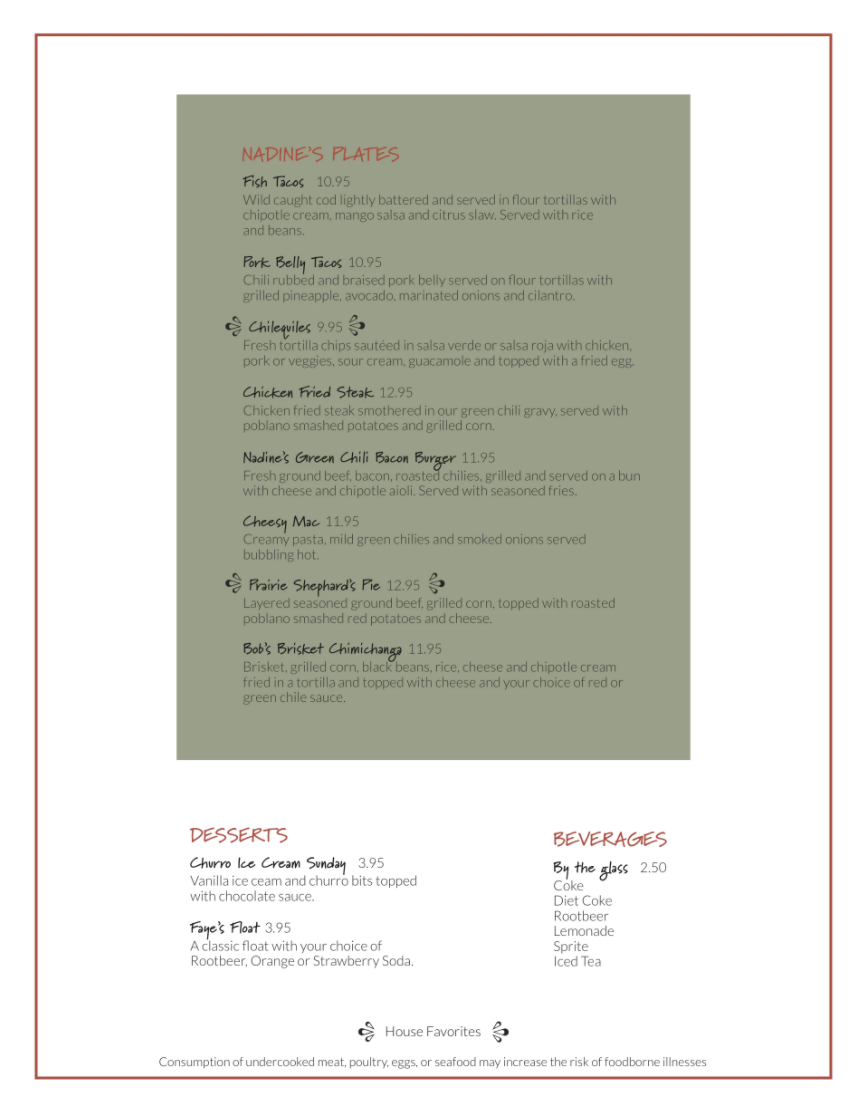 NADINE'S PLATES
Fish Tacos 10.95
Wild caught cod lightly battered and served in flour tortillas with
chipotle cream, mango salsa and citrus slaw. Served with rice
and beans.
Pork Belly Tacos 10.95
Chili rubbed and braised pork belly served on flour tortillas with
grilled pineapple, avocado, marinated onions and cilantro.
Chilequiles 9.95
Fresh tortilla chips sautéed in salsa verde or salsa roja with chicken,
pork or veggies, sour cream, guacamole and topped with a fried egg.
Chicken Fried Steak 12.95
Chicken fried steak smothered in our green chili gravy, served with
poblano smashed potatoes and grilled corn.
Nadine's Green Chili Bacon Burger 11.95
Fresh ground beef, bacon, roasted chilies, grilled and served on a bun
with cheese and chipotle aioli. Served with seasoned fries.
Cheesy Mac 11.95
Creamy pasta, mild green chilies and smoked onions served
bubbling hot.
Prairie Shephard's Pie 12.95
Layered seasoned ground beef, grilled corn, topped with roasted
poblano smashed red potatoes and cheese.
Bob's Brisket Chimichanga 11.95
Brisket, grilled corn, black beans, rice, cheese and chipotle cream
fried in a tortilla and topped with cheese and your choice of red or
green chile sauce.
DESSERTS
Churro Ice Cream Sunday 3.95
Vanilla ice ceam and churro bits topped
with chocolate sauce.
Faye's Float 3.95
A classic float with your choice of
Rootbeer, Orange or Strawberry Soda.
BEVERAGES
By the glass 2.50
Coke
Diet Coke
Rootbeer
Lemonade
Sprite
Iced Tea
House Favorites
Consumption of undercooked meat, poultry, eggs, or seafood may increase the risk of foodborne illnesses